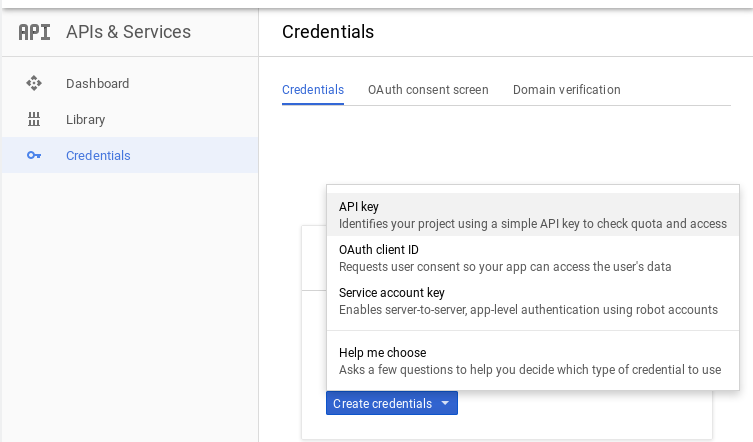 API APIs & Services
Credentials
Dashboard
Library
Credentials
Credentials OAuth consent screen Domain verification
API key
Identifies your project using a simple API key to check quota and access
OAuth client ID
Requests user consent so your app can access the user's data
Service account key
Enables server-to-server, app-level authentication using robot accounts
Help me choose
Asks a few questions to help you decide which type of credential to use
Create credentials